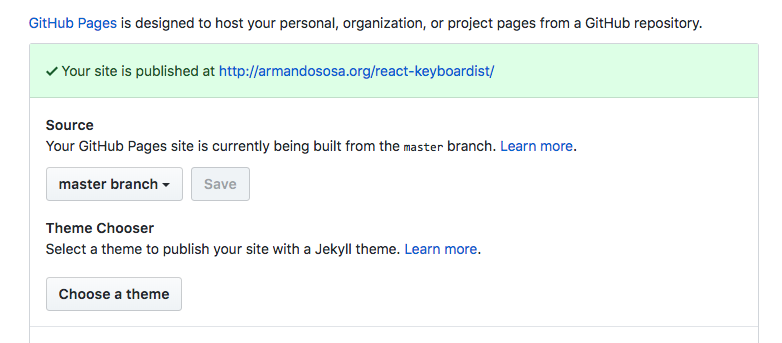 GitHub Pages is designed to host your personal, organization, or project pages from a GitHub repository.
Your site is published at http://armandososa.org/react-keyboardist/
Source
Your GitHub Pages site is currently being built from the master branch. Learn more.
master branch Save
Theme Chooser
Select a theme to publish your site with a Jekyll theme. Learn more.
Choose a theme